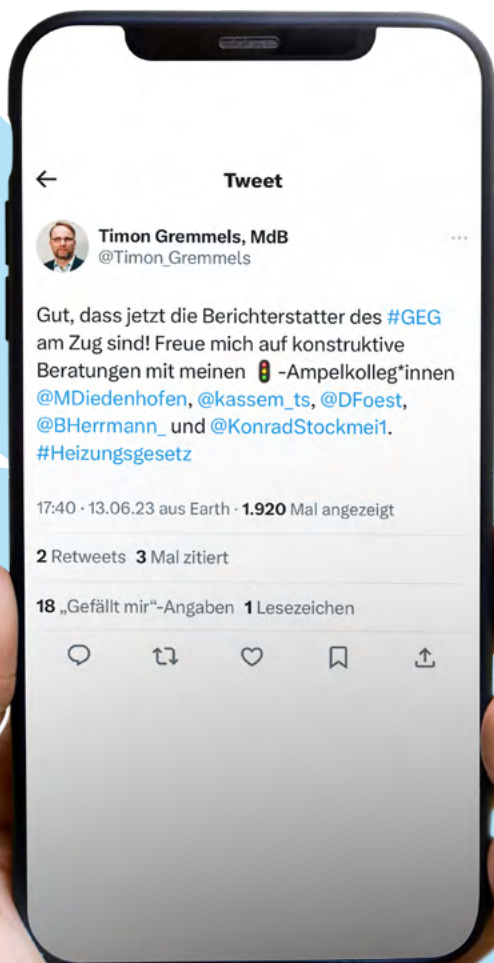 Tweet
Timon Gremmels, MdB
@Timon_Gremmels
Gut, dass jetzt die Berichterstatter des #GEG
am Zug sind! Freue mich auf konstruktive
Beratungen mit meinen 🚦 -Ampelkolleg*innen
@MDiedenhofen, @kassem_ts, @DFoest,
@BHerrmann_ und @KonradStockmei1.
#Heizungsgesetz
17:40 · 13.06.23 aus Earth · 1.920 Mal angezeigt
2 Retweets 3 Mal zitiert
18 „Gefällt mir“-Angaben 1 Lesezeichen